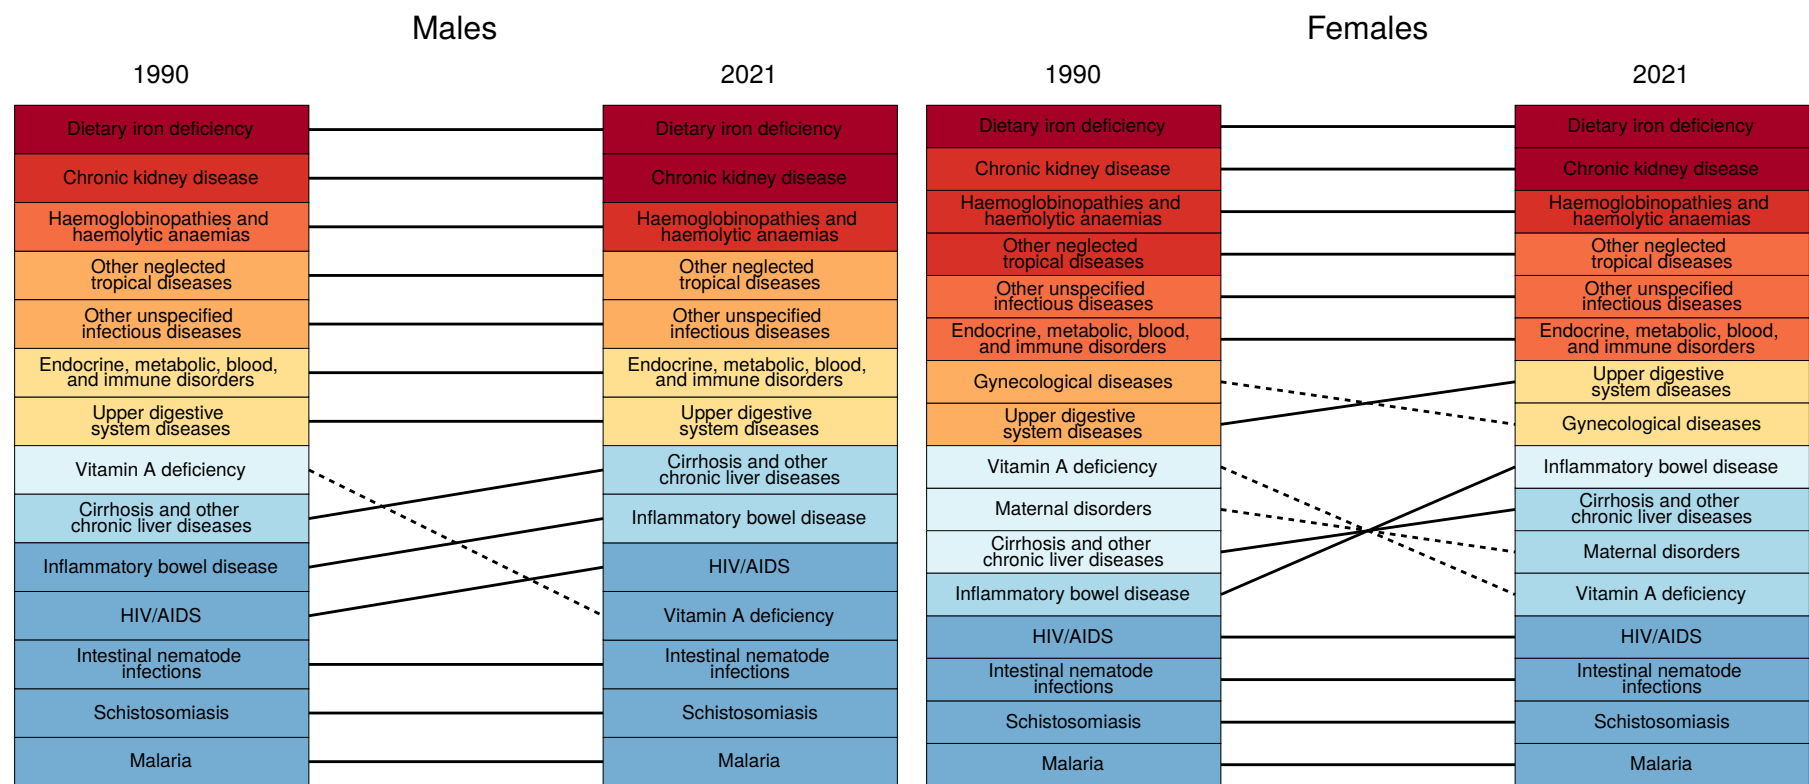 Males
1990
2021
Dietary iron deficiency
Chronic kidney disease
Haemoglobinopathies and
haemolytic anaemias
Other neglected
tropical diseases
Other unspecified
infectious diseases
Endocrine, metabolic, blood,
and immune disorders
Upper digestive
system diseases
Vitamin A deficiency
Cirrhosis and other
chronic liver diseases
Inflammatory bowel disease
HIV/AIDS
Intestinal nematode
infections
Schistosomiasis
Malaria
Dietary iron deficiency
Chronic kidney disease
Haemoglobinopathies and
haemolytic anaemias
Other neglected
tropical diseases
Other unspecified
infectious diseases
Endocrine, metabolic, blood,
and immune disorders
Upper digestive
system diseases
Cirrhosis and other
chronic liver diseases
Inflammatory bowel disease
HIV/AIDS
Vitamin A deficiency
Intestinal nematode
infections
Schistosomiasis
Malaria
Females
1990
2021
Dietary iron deficiency
Chronic kidney disease
Haemoglobinopathies and
haemolytic anaemias
Other neglected
tropical diseases
Other unspecified
infectious diseases
Endocrine, metabolic, blood,
and immune disorders
Gynecological diseases
Upper digestive
system diseases
Vitamin A deficiency
Maternal disorders
Cirrhosis and other
chronic liver diseases
Inflammatory bowel disease
HIV/AIDS
Intestinal nematode
infections
Schistosomiasis
Malaria
Dietary iron deficiency
Chronic kidney disease
Haemoglobinopathies and
haemolytic anaemias
Other neglected
tropical diseases
Other unspecified
infectious diseases
Endocrine, metabolic, blood,
and immune disorders
Upper digestive
system diseases
Gynecological diseases
Inflammatory bowel disease
Cirrhosis and other
chronic liver diseases
Maternal disorders
Vitamin A deficiency
HIV/AIDS
Intestinal nematode
infections
Schistosomiasis
Malaria